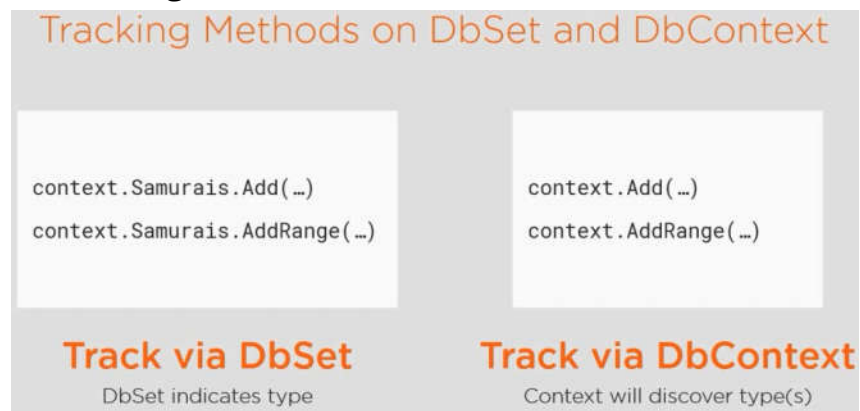 Tracking Methods on DbSet and DbContext
context.Samurais.Add(…)
context.Samurais.AddRange(…)
Track via DbSet
DbSet indicates type
context.Add(…)
context.AddRange(…)
Track via DbContext
Context will discover type(s)